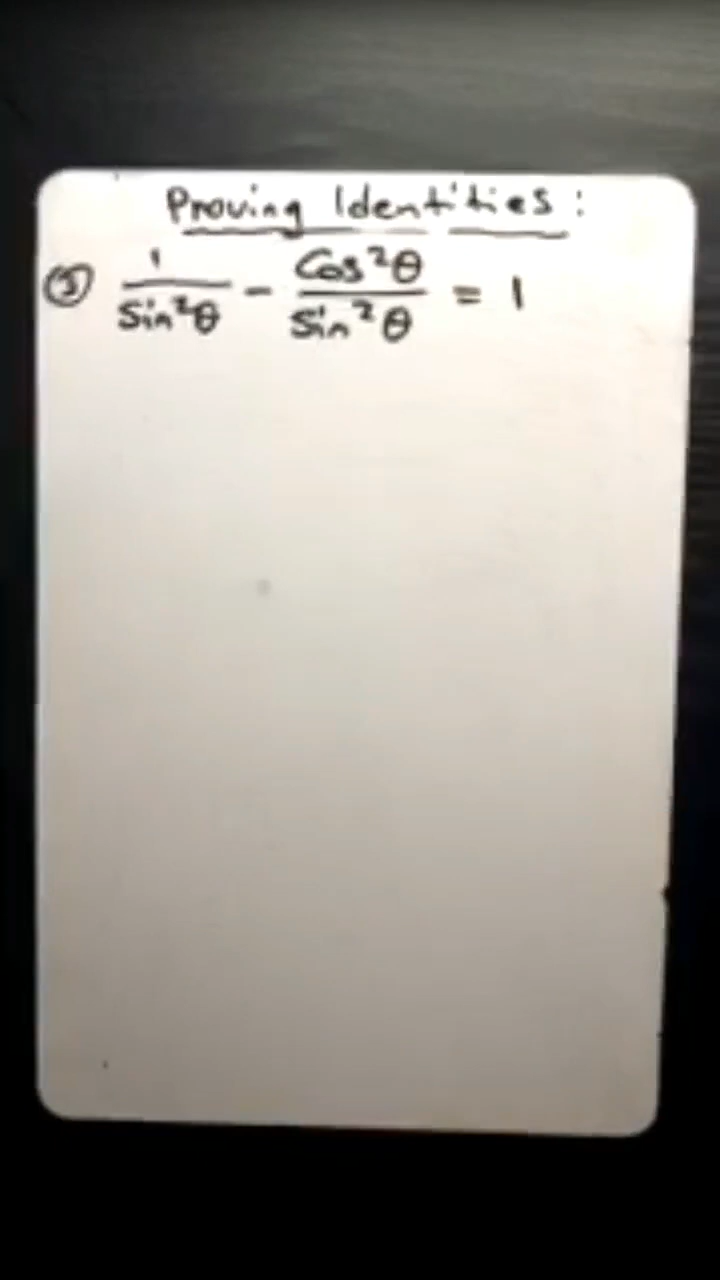 Proving Identities:
③ 1/Sin²θ - Cos²θ/Sin²θ = 1